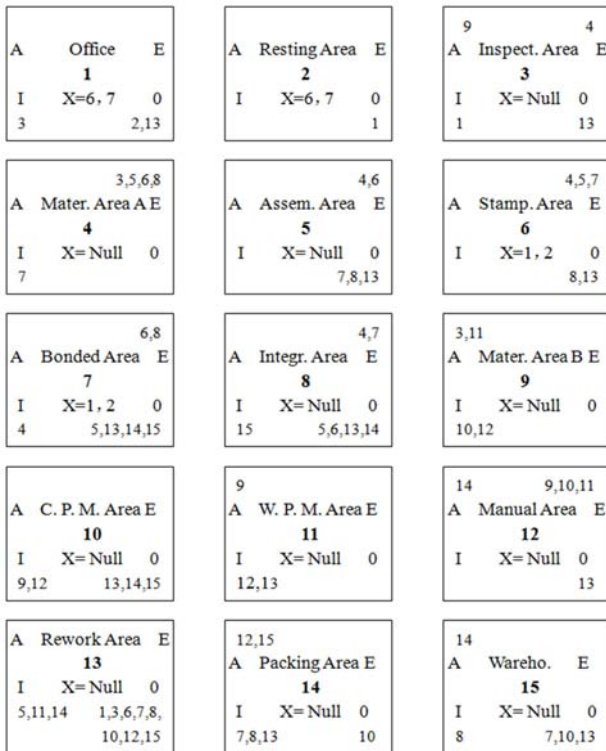 A Office E
1
I X=6, 7 0
3 2,13
A Resting Area E
2
I X=6, 7 0
1
9 4
A Inspect. Area E
3
I X= Null 0
1 13
3,5,6,8
A Mater. Area A E
4
I X= Null 0
7
4,6
A Assem. Area E
5
I X= Null 0
7,8,13
4,5,7
A Stamp. Area E
6
I X=1, 2 0
8,13
6,8
A Bonded Area E
7
I X=1, 2 0
4 5,13,14,15
4,7
A Integr. Area E
8
I X= Null 0
15 5,6,13,14
3,11
A Mater. Area B E
9
I X= Null 0
10,12
A C. P. M. Area E
10
I X= Null 0
9,12 13,14,15
9
A W. P. M. Area E
11
I X= Null 0
12,13
14 9,10,11
A Manual Area E
12
I X= Null 0
13
A Rework Area E
13
I X= Null 0
5,11,14 1,3,6,7,8,
10,12,15
12,15
A Packing Area E
14
I X= Null 0
7,8,13 10
14
A Wareho. E
15
I X= Null 0
8 7,10,13